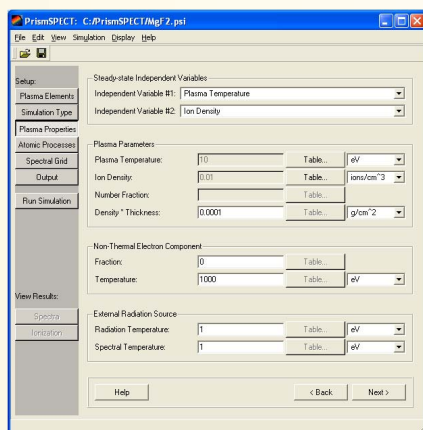 PrismSPECT: C:/PrismSPECT/MgF2.psi
File Edit View Simulation Display Help
Setup:
Plasma Elements
Simulation Type
Plasma Properties
Atomic Processes
Spectral Grid
Output
Run Simulation
View Results:
Spectra
Ionization
Steady-state Independent Variables
Independent Variable #1: Plasma Temperature
Independent Variable #2: Ion Density
Plasma Parameters
Plasma Temperature: 10 Table... eV
Ion Density: 0.01 Table... ions/cm^3
Number Fraction: Table...
Density * Thickness: 0.0001 Table... g/cm^2
Non-Thermal Electron Component
Fraction: 0 Table...
Temperature: 1000 Table... eV
External Radiation Source
Radiation Temperature: 1 Table... eV
Spectral Temperature: 1 Table... eV
Help < Back Next >